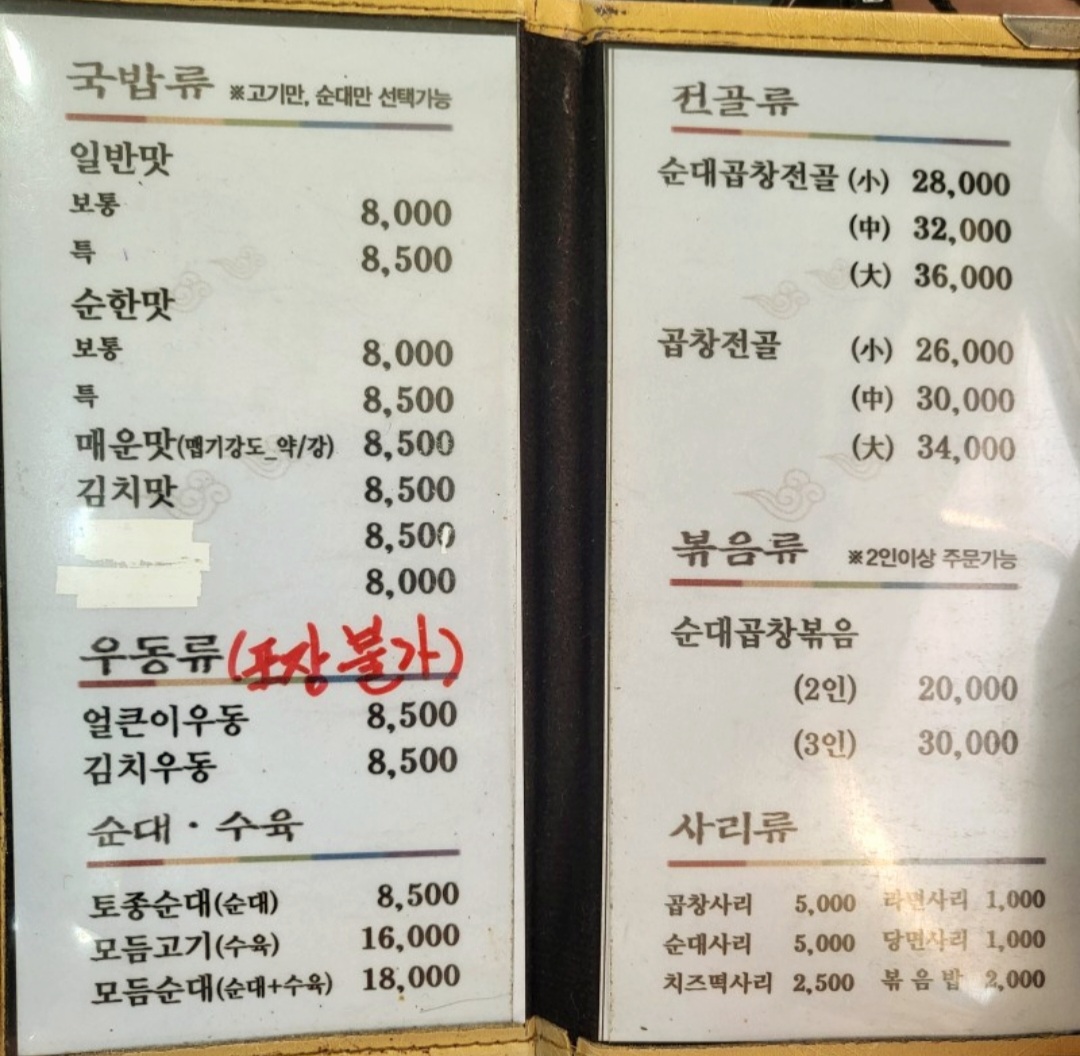 국밥류 ※고기만, 순대만 선택가능
일반맛
보통 8,000
특 8,500
순한맛
보통 8,000
특 8,500
매운맛(맵기강도_약/강) 8,500
김치맛 8,500
8,500
8,000
우동류(포장 불가)
얼큰이우동 8,500
김치우동 8,500
순대·수육
토종순대(순대) 8,500
모듬고기(수육) 16,000
모듬순대(순대+수육) 18,000
전골류
순대곱창전골 (小) 28,000
(中) 32,000
(大) 36,000
곱창전골 (小) 26,000
(中) 30,000
(大) 34,000
볶음류 ※2인이상 주문가능
순대곱창볶음
(2인) 20,000
(3인) 30,000
사리류
곱창사리 5,000 라면사리 1,000
순대사리 5,000 당면사리 1,000
치즈떡사리 2,500 볶음밥 2,000